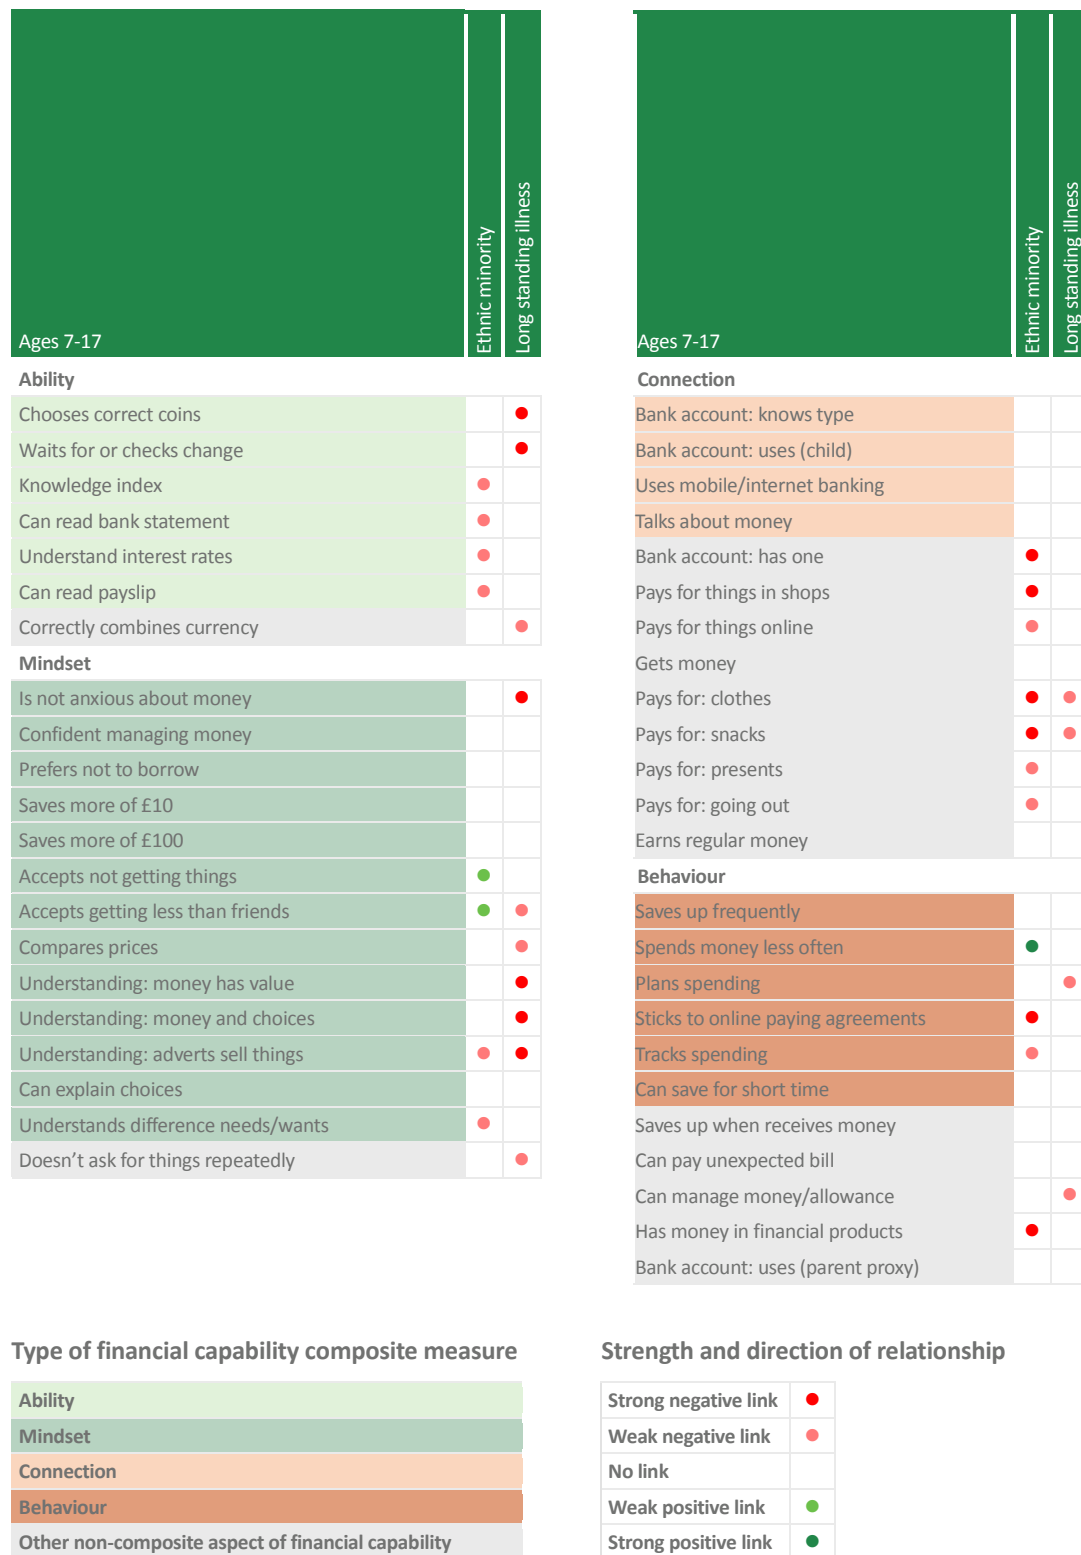 Ages 7-17
Ethnic minority
Long standing illness
Ability
Chooses correct coins
Waits for or checks change
Knowledge index
Can read bank statement
Understand interest rates
Can read payslip
Correctly combines currency
Mindset
Is not anxious about money
Confident managing money
Prefers not to borrow
Saves more of £10
Saves more of £100
Accepts not getting things
Accepts getting less than friends
Compares prices
Understanding: money has value
Understanding: money and choices
Understanding: adverts sell things
Can explain choices
Understands difference needs/wants
Doesn’t ask for things repeatedly
Ages 7-17
Ethnic minority
Long standing illness
Connection
Bank account: knows type
Bank account: uses (child)
Uses mobile/internet banking
Talks about money
Bank account: has one
Pays for things in shops
Pays for things online
Gets money
Pays for: clothes
Pays for: snacks
Pays for: presents
Pays for: going out
Earns regular money
Behaviour
Saves up frequently
Spends money less often
Plans spending
Sticks to online paying agreements
Tracks spending
Can save for short time
Saves up when receives money
Can pay unexpected bill
Can manage money/allowance
Has money in financial products
Bank account: uses (parent proxy)
Type of financial capability composite measure
Ability
Mindset
Connection
Behaviour
Other non-composite aspect of financial capability
Strength and direction of relationship
Strong negative link
Weak negative link
No link
Weak positive link
Strong positive link